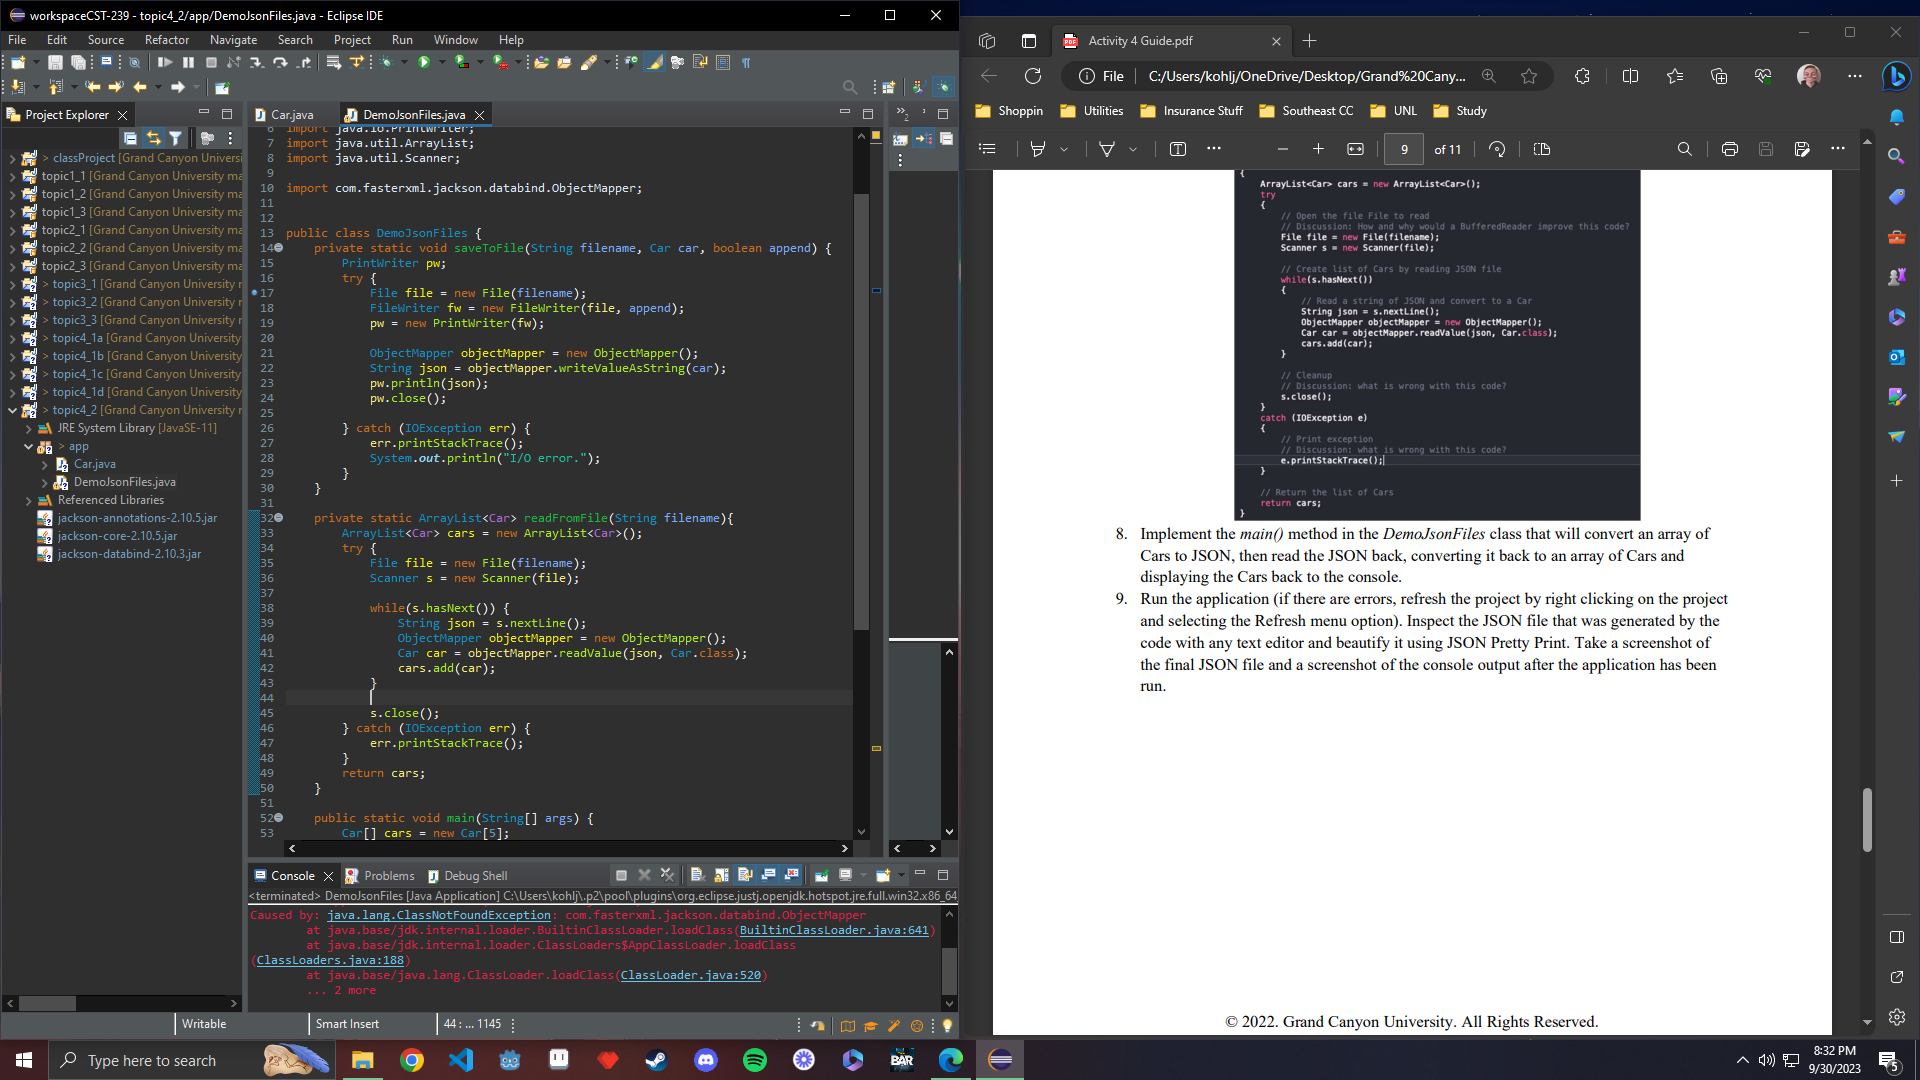 workspaceCST-239 - topic4_2/app/DemoJsonFiles.java - Eclipse IDE
File Edit Source Refactor Navigate Search Project Run Window Help
Project Explorer
> classProject [Grand Canyon Universi
topic1_1 [Grand Canyon University ma
topic1_2 [Grand Canyon University ma
topic1_3 [Grand Canyon University ma
topic2_1 [Grand Canyon University ma
topic2_2 [Grand Canyon University ma
topic2_3 [Grand Canyon University ma
> topic3_1 [Grand Canyon University r
> topic3_2 [Grand Canyon University r
> topic3_3 [Grand Canyon University r
> topic4_1a [Grand Canyon University
> topic4_1b [Grand Canyon University
> topic4_1c [Grand Canyon University
> topic4_1d [Grand Canyon University
> topic4_2 [Grand Canyon University r
JRE System Library [JavaSE-11]
> app
Car.java
DemoJsonFiles.java
Referenced Libraries
jackson-annotations-2.10.5.jar
jackson-core-2.10.5.jar
jackson-databind-2.10.3.jar
Car.java DemoJsonFiles.java
6 import java.io.PrintWriter;
7 import java.util.ArrayList;
8 import java.util.Scanner;
9
10 import com.fasterxml.jackson.databind.ObjectMapper;
11
12
13 public class DemoJsonFiles {
14 private static void saveToFile(String filename, Car car, boolean append) {
15 PrintWriter pw;
16 try {
17 File file = new File(filename);
18 FileWriter fw = new FileWriter(file, append);
19 pw = new PrintWriter(fw);
20
21 ObjectMapper objectMapper = new ObjectMapper();
22 String json = objectMapper.writeValueAsString(car);
23 pw.println(json);
24 pw.close();
25
26 } catch (IOException err) {
27 err.printStackTrace();
28 System.out.println("I/O error.");
29 }
30 }
31
32 private static ArrayList<Car> readFromFile(String filename){
33 ArrayList<Car> cars = new ArrayList<Car>();
34 try {
35 File file = new File(filename);
36 Scanner s = new Scanner(file);
37
38 while(s.hasNext()) {
39 String json = s.nextLine();
40 ObjectMapper objectMapper = new ObjectMapper();
41 Car car = objectMapper.readValue(json, Car.class);
42 cars.add(car);
43 }
44
45 s.close();
46 } catch (IOException err) {
47 err.printStackTrace();
48 }
49 return cars;
50 }
51
52 public static void main(String[] args) {
53 Car[] cars = new Car[5];
Console Problems Debug Shell
<terminated> DemoJsonFiles [Java Application] C:\Users\kohlj\.p2\pool\plugins\org.eclipse.justj.openjdk.hotspot.jre.full.win32.x86_64
Caused by: java.lang.ClassNotFoundException: com.fasterxml.jackson.databind.ObjectMapper
at java.base/jdk.internal.loader.BuiltinClassLoader.loadClass(BuiltinClassLoader.java:641)
at java.base/jdk.internal.loader.ClassLoaders$AppClassLoader.loadClass
(ClassLoaders.java:188)
at java.base/java.lang.ClassLoader.loadClass(ClassLoader.java:520)
... 2 more
Writable Smart Insert 44 : ... 1145
Activity 4 Guide.pdf
File C:/Users/kohlj/OneDrive/Desktop/Grand%20Cany...
Shoppin Utilities Insurance Stuff Southeast CC UNL Study
9 of 11
{
ArrayList<Car> cars = new ArrayList<Car>();
try
{
// Open the file File to read
// Discussion: How and why would a BufferedReader improve this code?
File file = new File(filename);
Scanner s = new Scanner(file);
// Create list of Cars by reading JSON file
while(s.hasNext())
{
// Read a string of JSON and convert to a Car
String json = s.nextLine();
ObjectMapper objectMapper = new ObjectMapper();
Car car = objectMapper.readValue(json, Car.class);
cars.add(car);
}
// Cleanup
// Discussion: what is wrong with this code?
s.close();
}
catch (IOException e)
{
// Print exception
// Discussion: what is wrong with this code?
e.printStackTrace();
}
// Return the list of Cars
return cars;
}
8. Implement the main() method in the DemoJsonFiles class that will convert an array of
Cars to JSON, then read the JSON back, converting it back to an array of Cars and
displaying the Cars back to the console.
9. Run the application (if there are errors, refresh the project by right clicking on the project
and selecting the Refresh menu option). Inspect the JSON file that was generated by the
code with any text editor and beautify it using JSON Pretty Print. Take a screenshot of
the final JSON file and a screenshot of the console output after the application has been
run.
© 2022. Grand Canyon University. All Rights Reserved.
Type here to search
BAR
8:32 PM
9/30/2023
5